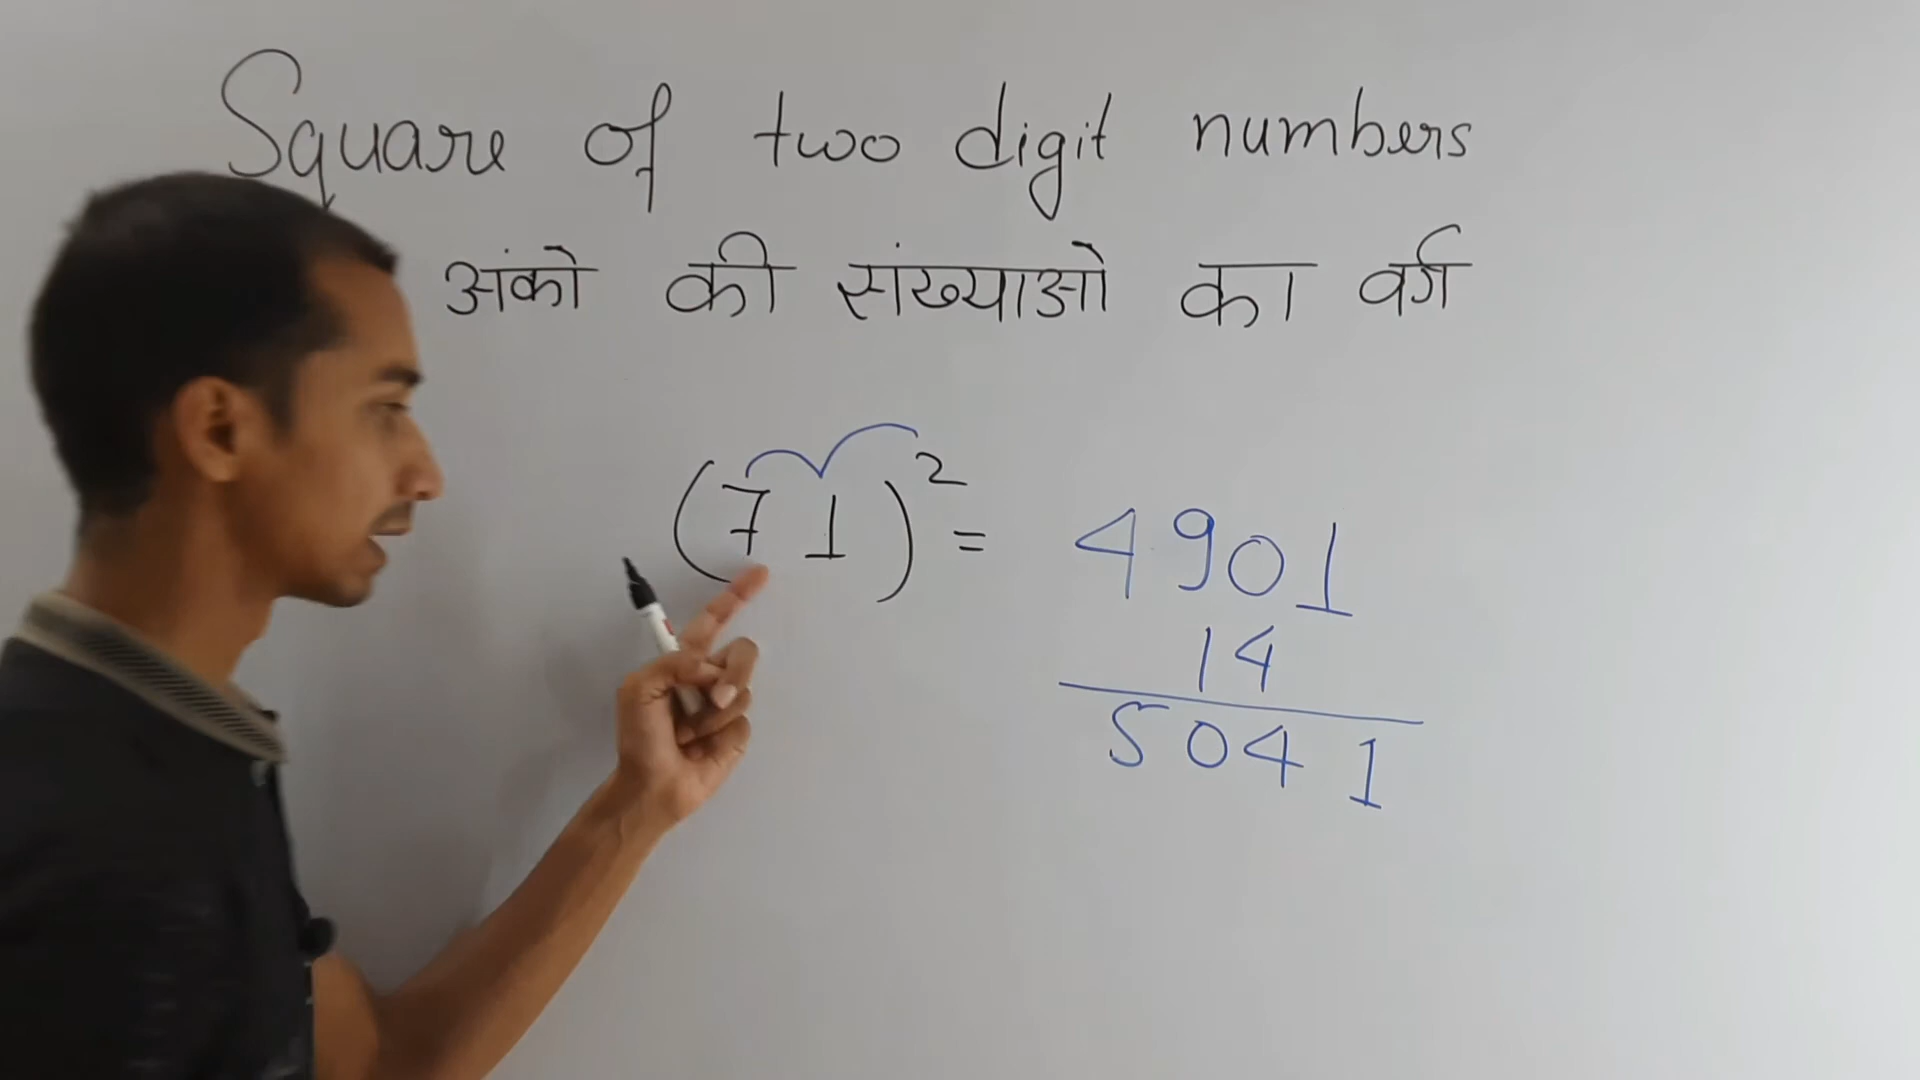 Square of two digit numbers
अंको की संख्याओ का वर्ग
(71)² = 4901
14
5041